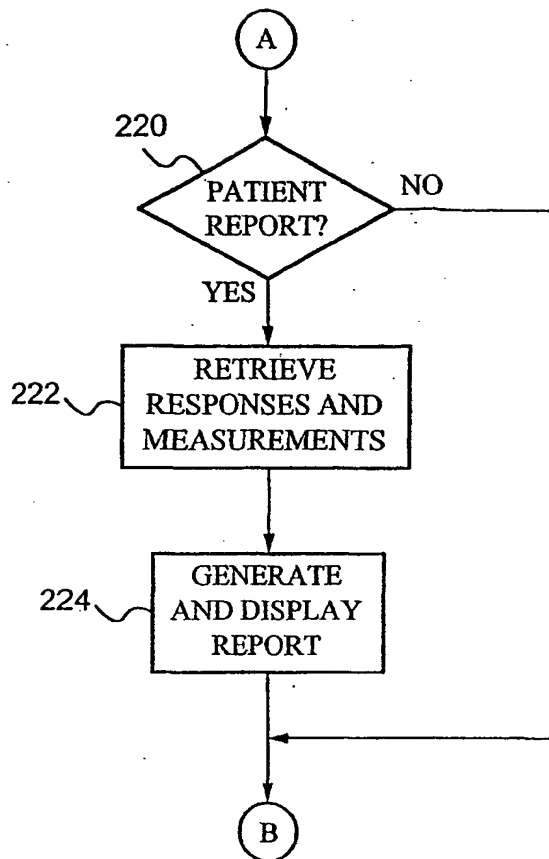 A
220
PATIENT
REPORT?
NO
YES
222
RETRIEVE
RESPONSES AND
MEASUREMENTS
224
GENERATE
AND DISPLAY
REPORT
B